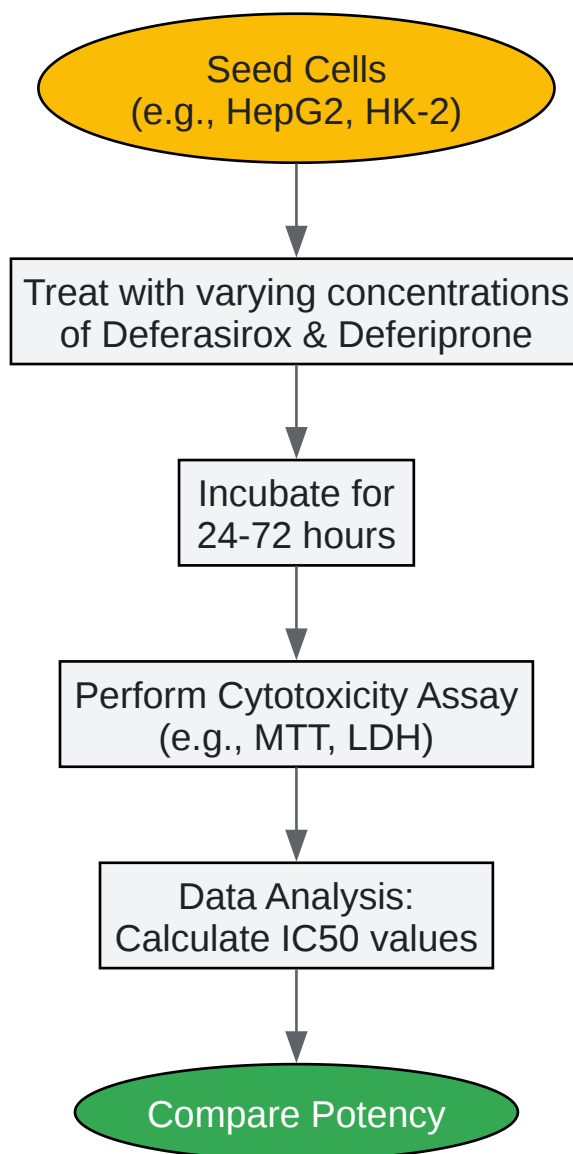 Seed Cells
(e.g., HepG2, HK-2)
Treat with varying concentrations
of Deferasirox & Deferiprone
Incubate for
24-72 hours
Perform Cytotoxicity Assay
(e.g., MTT, LDH)
Data Analysis:
Calculate IC50 values
Compare Potency